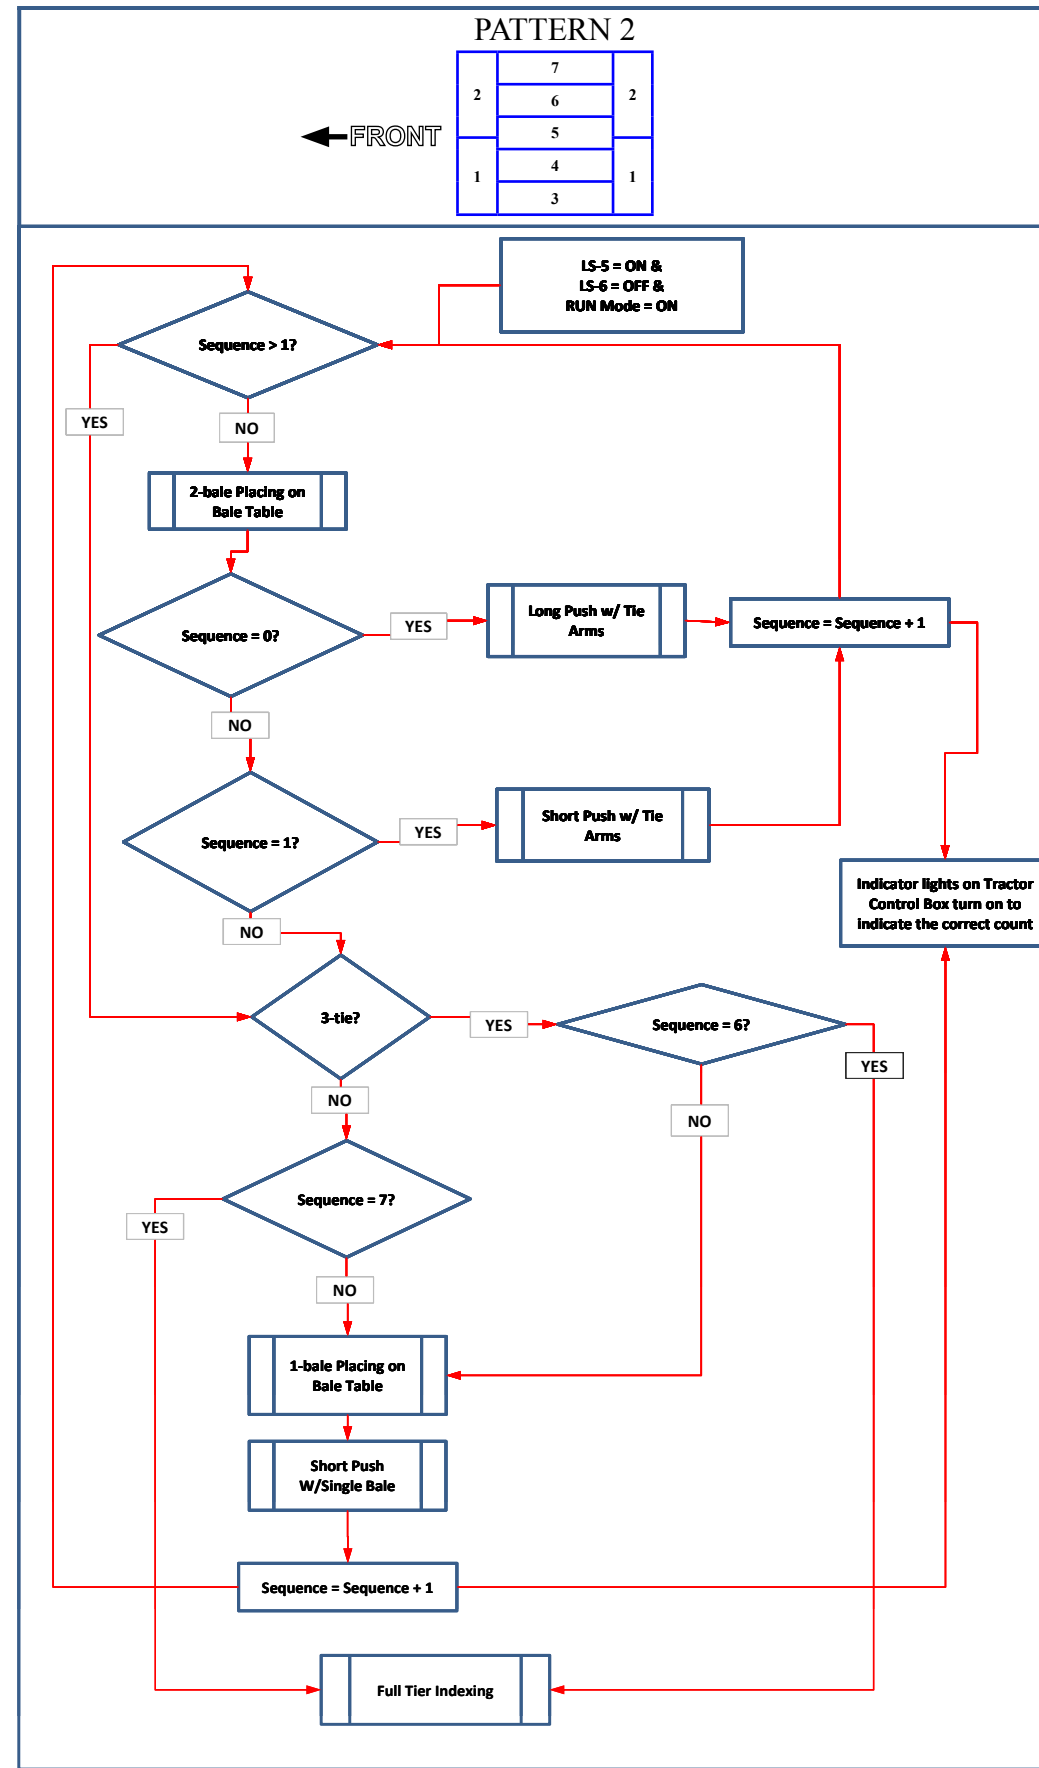 PATTERN 2
7
2
2
6
FRONT
5
1
4
1
3
LS-5 = ON &
LS-6 = OFF &
RUN Mode = ON
Sequence > 1?
YES
NO
2-bale Placing on
Bale Table
Sequence = 0?
YES
Long Push w/ Tie
Arms
Sequence = Sequence + 1
NO
Sequence = 1?
YES
Short Push w/ Tie
Arms
Indicator lights on Tractor
Control Box turn on to
indicate the correct count
NO
3-tie?
YES
Sequence = 6?
YES
NO
NO
Sequence = 7?
YES
NO
1-bale Placing on
Bale Table
Short Push
W/Single Bale
Sequence = Sequence + 1
Full Tier Indexing